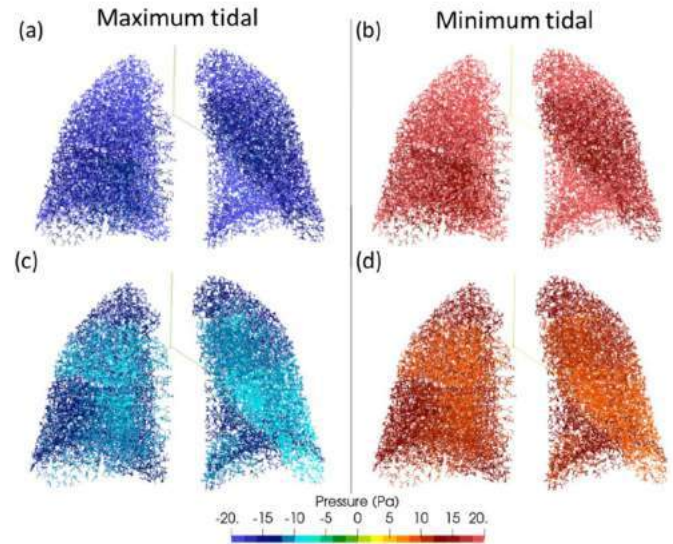 Maximum tidal
Minimum tidal
(a)
(b)
(c)
(d)
Pressure (Pa)
-20. -15 -10 -5 0 5 10 15 20.